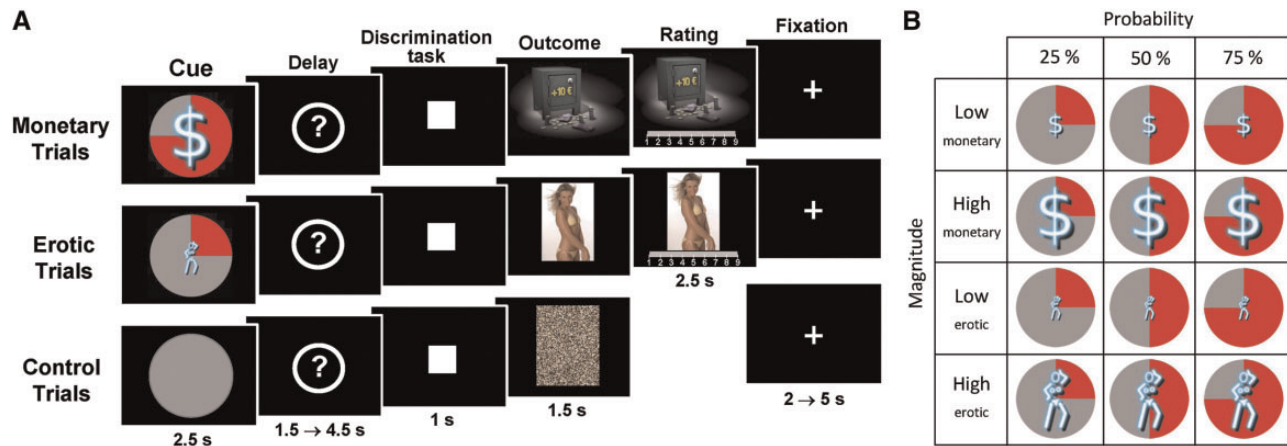 A
Cue
Delay
Discrimination
task
Outcome
Rating
Fixation
Monetary
Trials
$
?
+10 €
+10 €
1 2 3 4 5 6 7 8 9
Erotic
Trials
?
1 2 3 4 5 6 7 8 9
2.5 s
Control
Trials
?
2.5 s
1.5 → 4.5 s
1 s
1.5 s
2 → 5 s
B
Probability
25 %
50 %
75 %
Magnitude
Low
monetary
$ $ $
High
monetary
$ $ $
Low
erotic
High
erotic